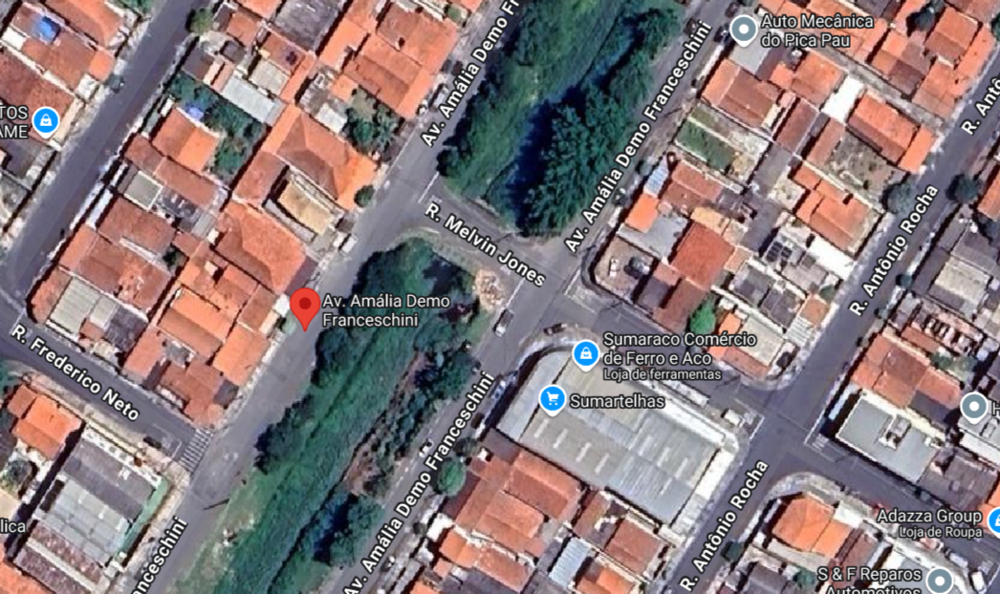 Auto Mecânica
do Pica Pau
TOS
AME
Av. Amália Demo Fr
Av. Amália Demo Franceschini
R. Antô
R. Melvin Jones
R. Antônio Rocha
Av. Amália Demo
Franceschini
R. Frederico Neto
Sumaraco Comércio
de Ferro e Aco
Loja de ferramentas
Sumartelhas
H
Av. Amália Demo Franceschini
R. Antônio Rocha
lica
anceschini
Adazza Group
Loja de Roupa
S & F Reparos
Automotivos